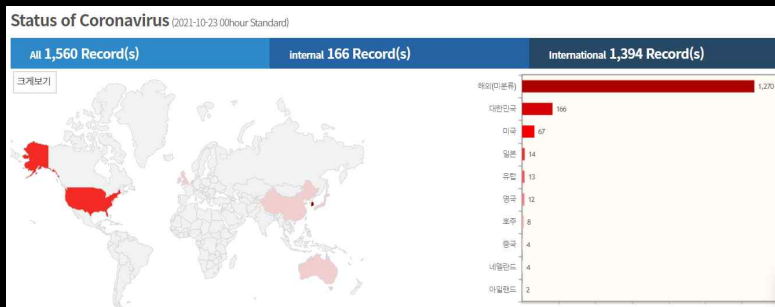 Status of Coronavirus (2021-10-23 00hour Standard)
All 1,560 Record(s)
internal 166 Record(s)
International 1,394 Record(s)
크게보기
해외(미분류) 1,270
대한민국 166
미국 67
일본 14
유럽 13
영국 12
호주 8
중국 4
네덜란드 4
아일랜드 2